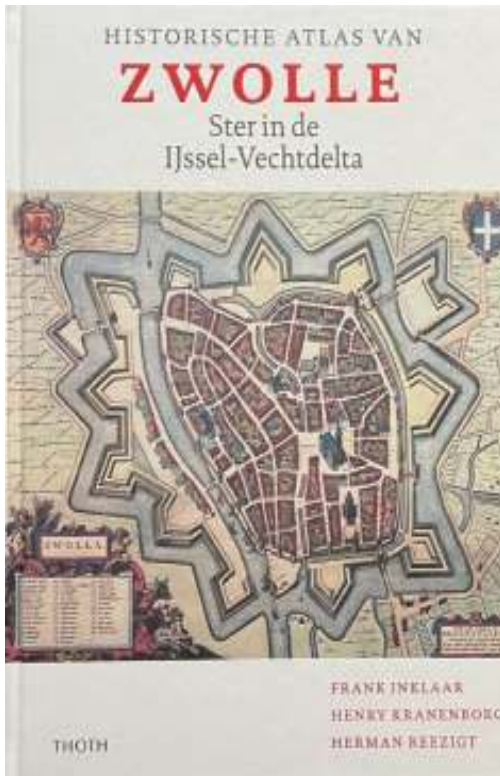 HISTORISCHE ATLAS VAN
ZWOLLE
Ster in de
IJssel-Vechtdelta
ZWOLLA
FRANK INKLAAR
HENRY KRANENBORG
HERMAN REEZIGT
THOTH